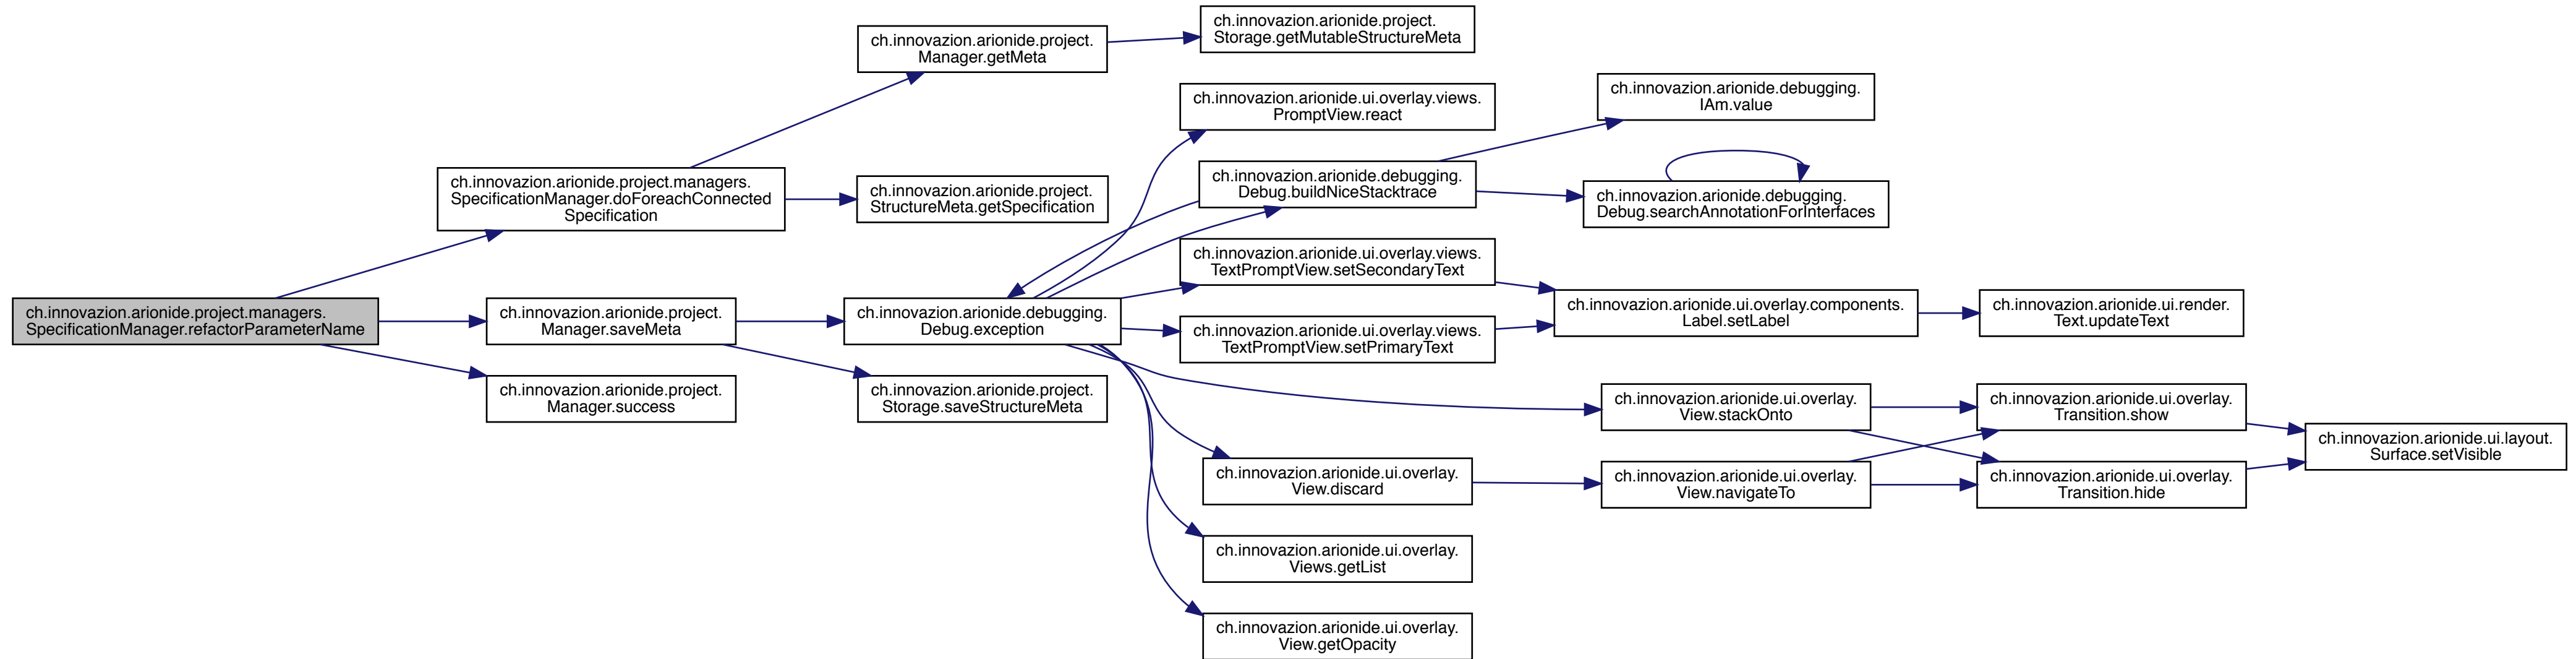 ch.innovazion.arionide.project.managers.
SpecificationManager.refactorParameterName
ch.innovazion.arionide.project.managers.
SpecificationManager.doForeachConnected
Specification
ch.innovazion.arionide.project.
Manager.saveMeta
ch.innovazion.arionide.project.
Manager.success
ch.innovazion.arionide.project.
Manager.getMeta
ch.innovazion.arionide.project.
StructureMeta.getSpecification
ch.innovazion.arionide.debugging.
Debug.exception
ch.innovazion.arionide.project.
Storage.saveStructureMeta
ch.innovazion.arionide.project.
Storage.getMutableStructureMeta
ch.innovazion.arionide.ui.overlay.views.
PromptView.react
ch.innovazion.arionide.debugging.
Debug.buildNiceStacktrace
ch.innovazion.arionide.ui.overlay.views.
TextPromptView.setSecondaryText
ch.innovazion.arionide.ui.overlay.views.
TextPromptView.setPrimaryText
ch.innovazion.arionide.ui.overlay.
View.discard
ch.innovazion.arionide.ui.overlay.
Views.getList
ch.innovazion.arionide.ui.overlay.
View.getOpacity
ch.innovazion.arionide.debugging.
IAm.value
ch.innovazion.arionide.debugging.
Debug.searchAnnotationForInterfaces
ch.innovazion.arionide.ui.overlay.components.
Label.setLabel
ch.innovazion.arionide.ui.overlay.
View.stackOnto
ch.innovazion.arionide.ui.overlay.
View.navigateTo
ch.innovazion.arionide.ui.render.
Text.updateText
ch.innovazion.arionide.ui.overlay.
Transition.show
ch.innovazion.arionide.ui.overlay.
Transition.hide
ch.innovazion.arionide.ui.layout.
Surface.setVisible